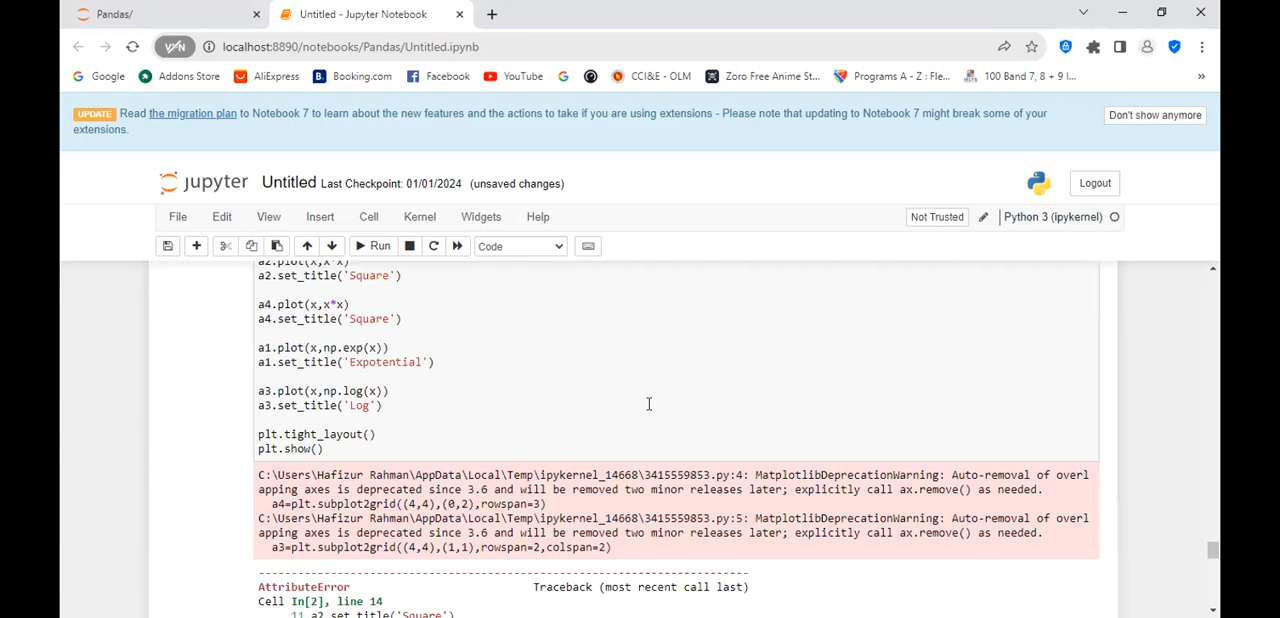 Pandas/
Untitled - Jupyter Notebook
VPN
localhost:8890/notebooks/Pandas/Untitled.ipynb
Google
Addons Store
AliExpress
Booking.com
Facebook
YouTube
CCI&E - OLM
Zoro Free Anime St...
Programs A - Z : Fle...
100 Band 7, 8 + 9 I...
»
UPDATE Read the migration plan to Notebook 7 to learn about the new features and the actions to take if you are using extensions - Please note that updating to Notebook 7 might break some of your
extensions.
Don't show anymore
jupyter Untitled Last Checkpoint: 01/01/2024 (unsaved changes)
Logout
File Edit View Insert Cell Kernel Widgets Help
Not Trusted
Python 3 (ipykernel)
Run
Code
a2.plot(x,x*x)
a2.set_title('Square')
a4.plot(x,x*x)
a4.set_title('Square')
a1.plot(x,np.exp(x))
a1.set_title('Expotential')
a3.plot(x,np.log(x))
a3.set_title('Log')
plt.tight_layout()
plt.show()
C:\Users\Hafizur Rahman\AppData\Local\Temp\ipykernel_14668\3415559853.py:4: MatplotlibDeprecationWarning: Auto-removal of overl
apping axes is deprecated since 3.6 and will be removed two minor releases later; explicitly call ax.remove() as needed.
a4=plt.subplot2grid((4,4),(0,2),rowspan=3)
C:\Users\Hafizur Rahman\AppData\Local\Temp\ipykernel_14668\3415559853.py:5: MatplotlibDeprecationWarning: Auto-removal of overl
apping axes is deprecated since 3.6 and will be removed two minor releases later; explicitly call ax.remove() as needed.
a3=plt.subplot2grid((4,4),(1,1),rowspan=2,colspan=2)
---------------------------------------------------------------------------
AttributeError Traceback (most recent call last)
Cell In[2], line 14
11 a2.set_title('Square')